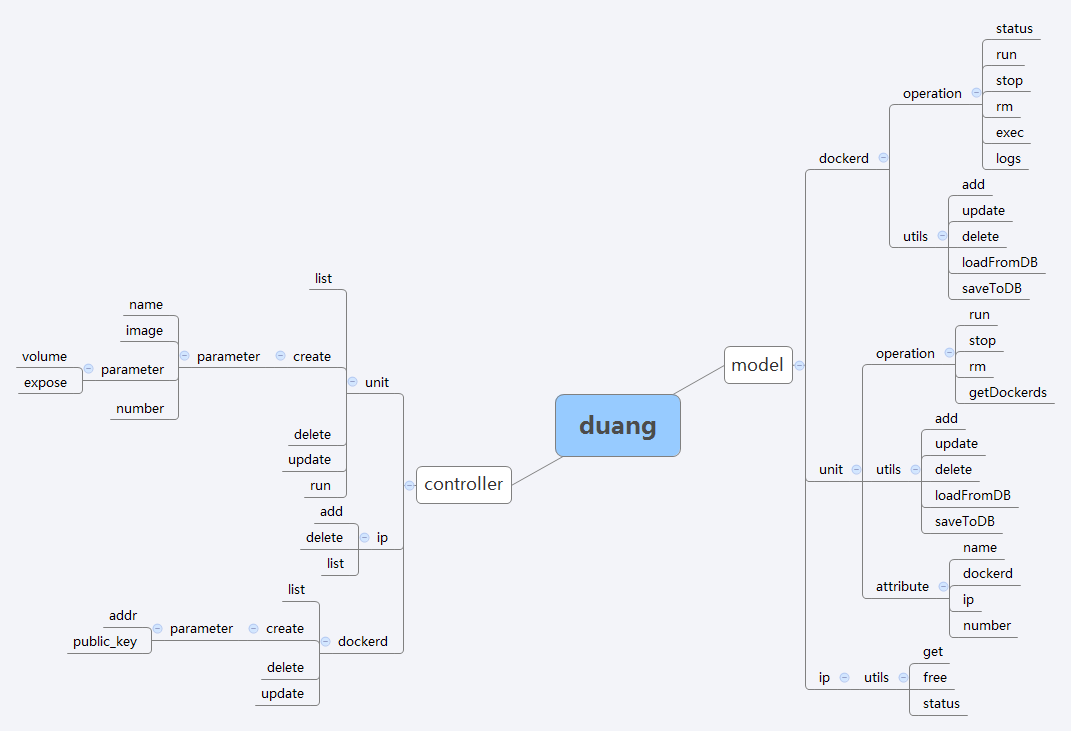 duang
model
dockerd
operation
status
run
stop
rm
exec
logs
utils
add
update
delete
loadFromDB
saveToDB
unit
operation
run
stop
rm
getDockerds
utils
add
update
delete
loadFromDB
saveToDB
attribute
name
dockerd
ip
number
ip
utils
get
free
status
controller
unit
list
create
parameter
name
image
parameter
volume
expose
number
delete
update
run
ip
add
delete
list
dockerd
list
create
parameter
addr
public_key
delete
update